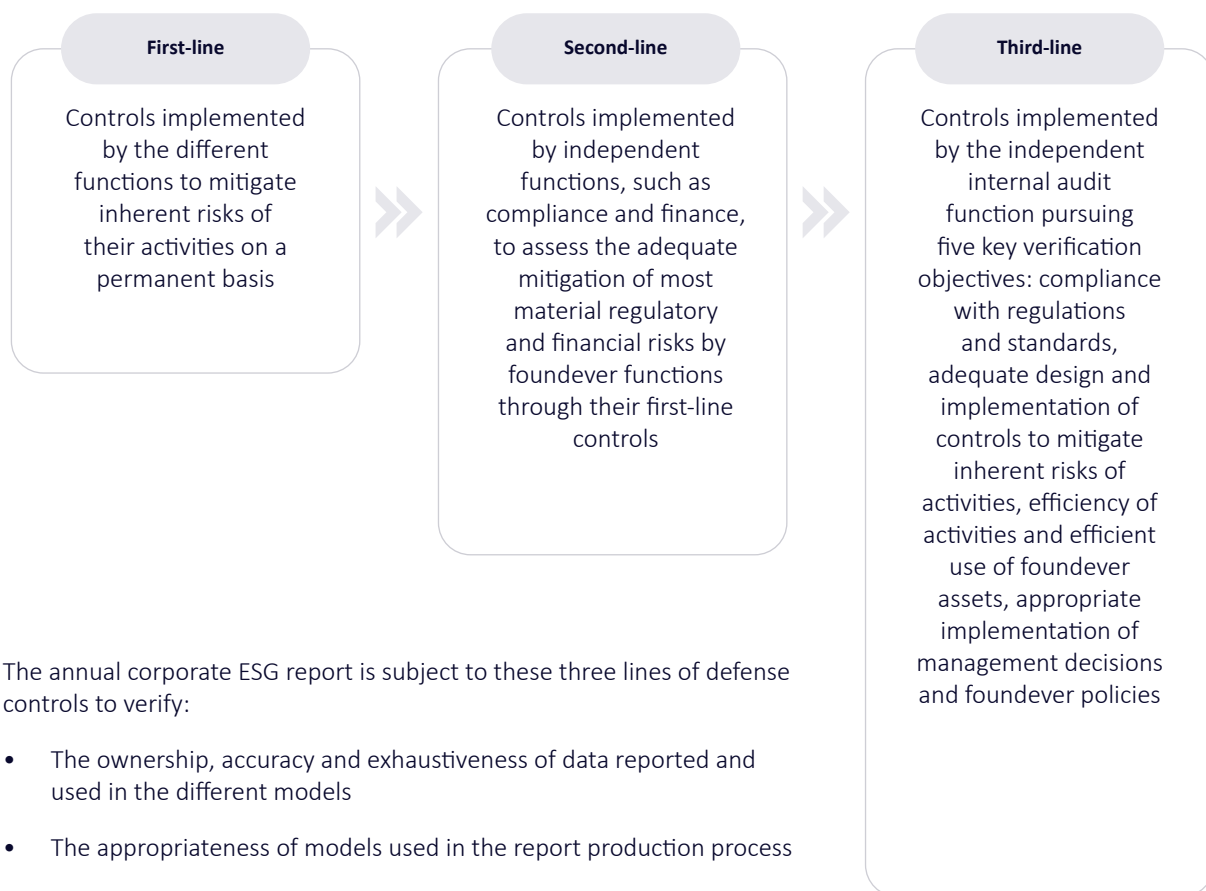 First-line
Controls implemented
by the different
functions to mitigate
inherent risks of
their activities on a
permanent basis
Second-line
Controls implemented
by independent
functions, such as
compliance and finance,
to assess the adequate
mitigation of most
material regulatory
and financial risks by
foundever functions
through their first-line
controls
Third-line
Controls implemented
by the independent
internal audit
function pursuing
five key verification
objectives: compliance
with regulations
and standards,
adequate design and
implementation of
controls to mitigate
inherent risks of
activities, efficiency of
activities and efficient
use of foundever
assets, appropriate
implementation of
management decisions
and foundever policies
The annual corporate ESG report is subject to these three lines of defense
controls to verify:
• The ownership, accuracy and exhaustiveness of data reported and
used in the different models
• The appropriateness of models used in the report production process